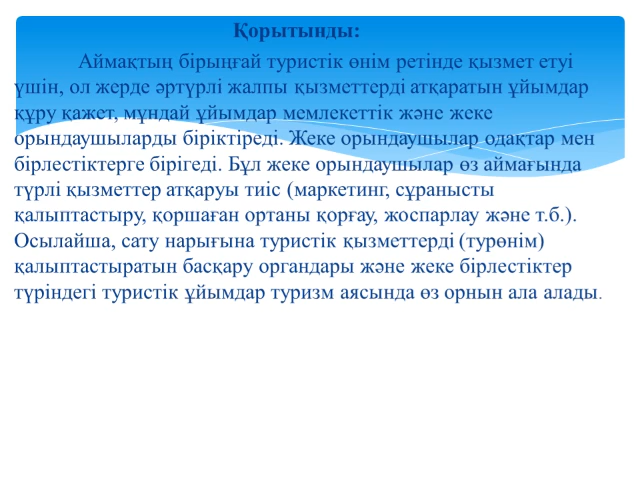 Қорытынды:
Аймақтың бірыңғай туристік өнім ретінде қызмет етуі
үшін, ол жерде әртүрлі жалпы қызметтерді атқаратын ұйымдар
құру қажет, мұндай ұйымдар мемлекеттік және жеке
орындаушыларды біріктіреді. Жеке орындаушылар одақтар мен
бірлестіктерге бірігеді. Бұл жеке орындаушылар өз аймағында
түрлі қызметтер атқаруы тиіс (маркетинг, сұранысты
қалыптастыру, қоршаған ортаны қорғау, жоспарлау және т.б.).
Осылайша, сату нарығына туристік қызметтерді (турөнім)
қалыптастыратын басқару органдары және жеке бірлестіктер
түріндегі туристік ұйымдар туризм аясында өз орнын ала алады.